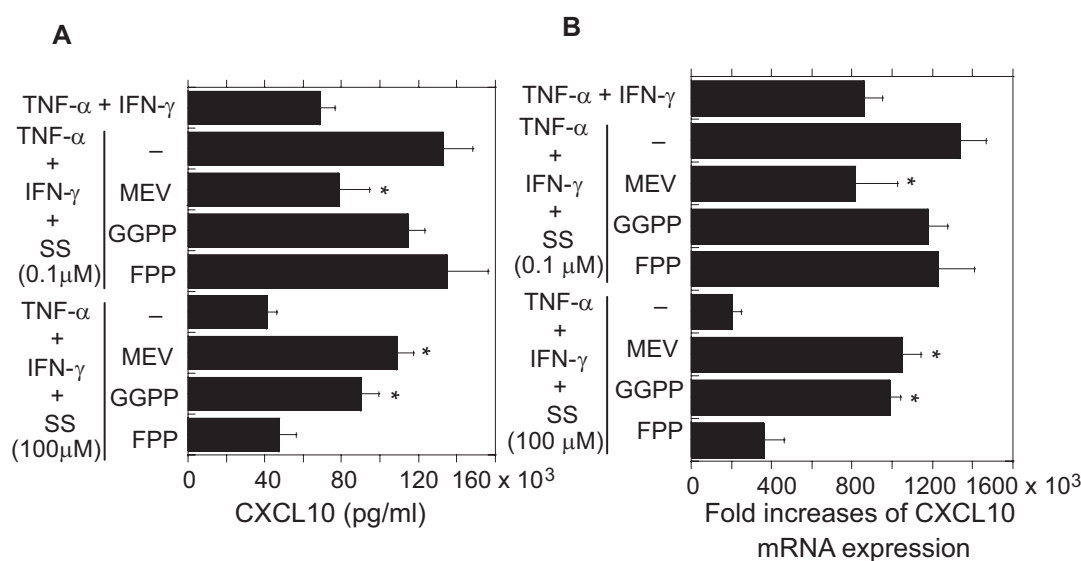 A
TNF-α + IFN-γ
TNF-α
+
IFN-γ
+
SS
(0.1μM)
–
MEV
*
GGPP
FPP
TNF-α
+
IFN-γ
+
SS
(100μM)
–
MEV
*
GGPP
*
FPP
0 40 80 120 160 x 10³
CXCL10 (pg/ml)
B
TNF-α + IFN-γ
TNF-α
+
IFN-γ
+
SS
(0.1 μM)
–
MEV
*
GGPP
FPP
TNF-α
+
IFN-γ
+
SS
(100 μM)
–
MEV
*
GGPP
*
FPP
0 400 800 1200 1600 x 10³
Fold increases of CXCL10
mRNA expression